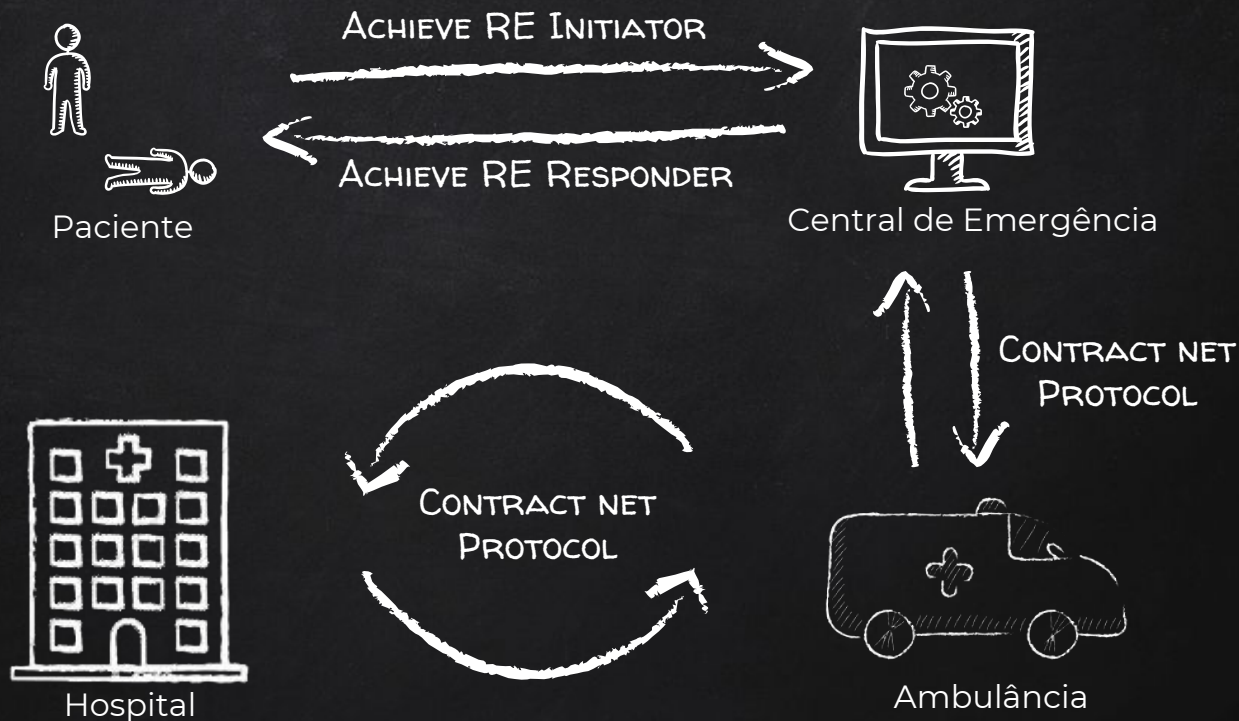 ACHIEVE RE INITIATOR
ACHIEVE RE RESPONDER
Paciente
Central de Emergência
CONTRACT NET
PROTOCOL
CONTRACT NET
PROTOCOL
Hospital
Ambulância